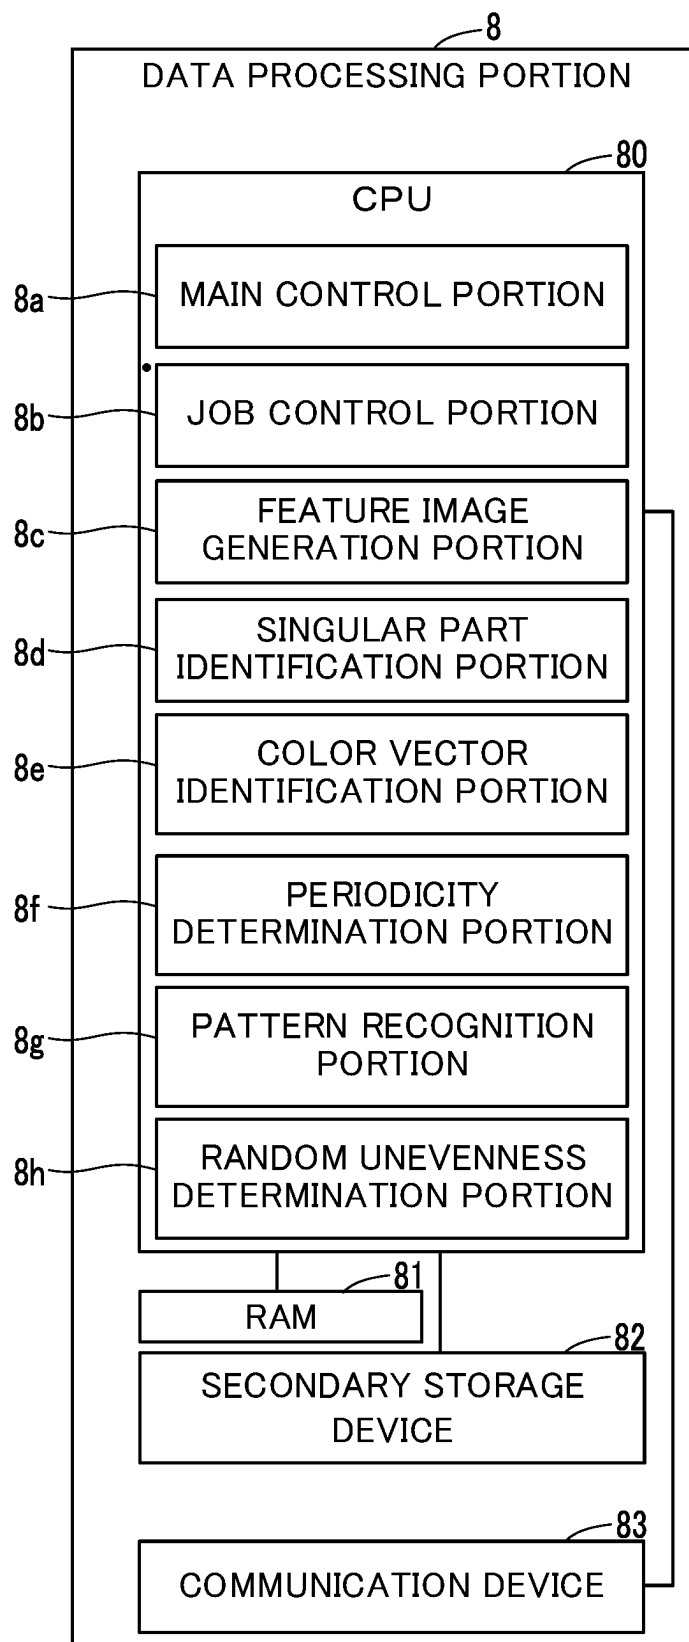 8
DATA PROCESSING PORTION
80
CPU
8a
MAIN CONTROL PORTION
8b
JOB CONTROL PORTION
8c
FEATURE IMAGE
GENERATION PORTION
8d
SINGULAR PART
IDENTIFICATION PORTION
8e
COLOR VECTOR
IDENTIFICATION PORTION
8f
PERIODICITY
DETERMINATION PORTION
8g
PATTERN RECOGNITION
PORTION
8h
RANDOM UNEVENNESS
DETERMINATION PORTION
81
RAM
82
SECONDARY STORAGE
DEVICE
83
COMMUNICATION DEVICE